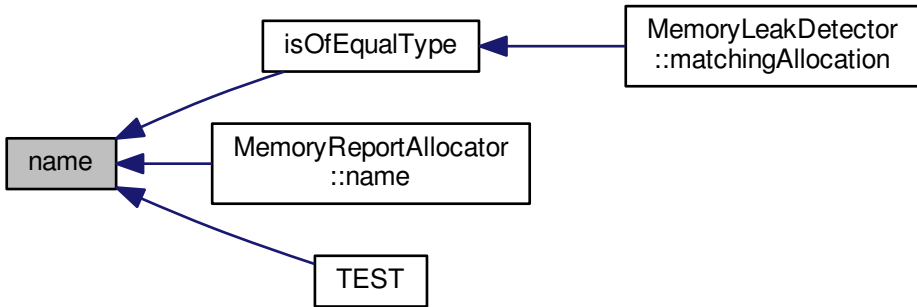 isOfEqualType
MemoryLeakDetector
::matchingAllocation
name
MemoryReportAllocator
::name
TEST